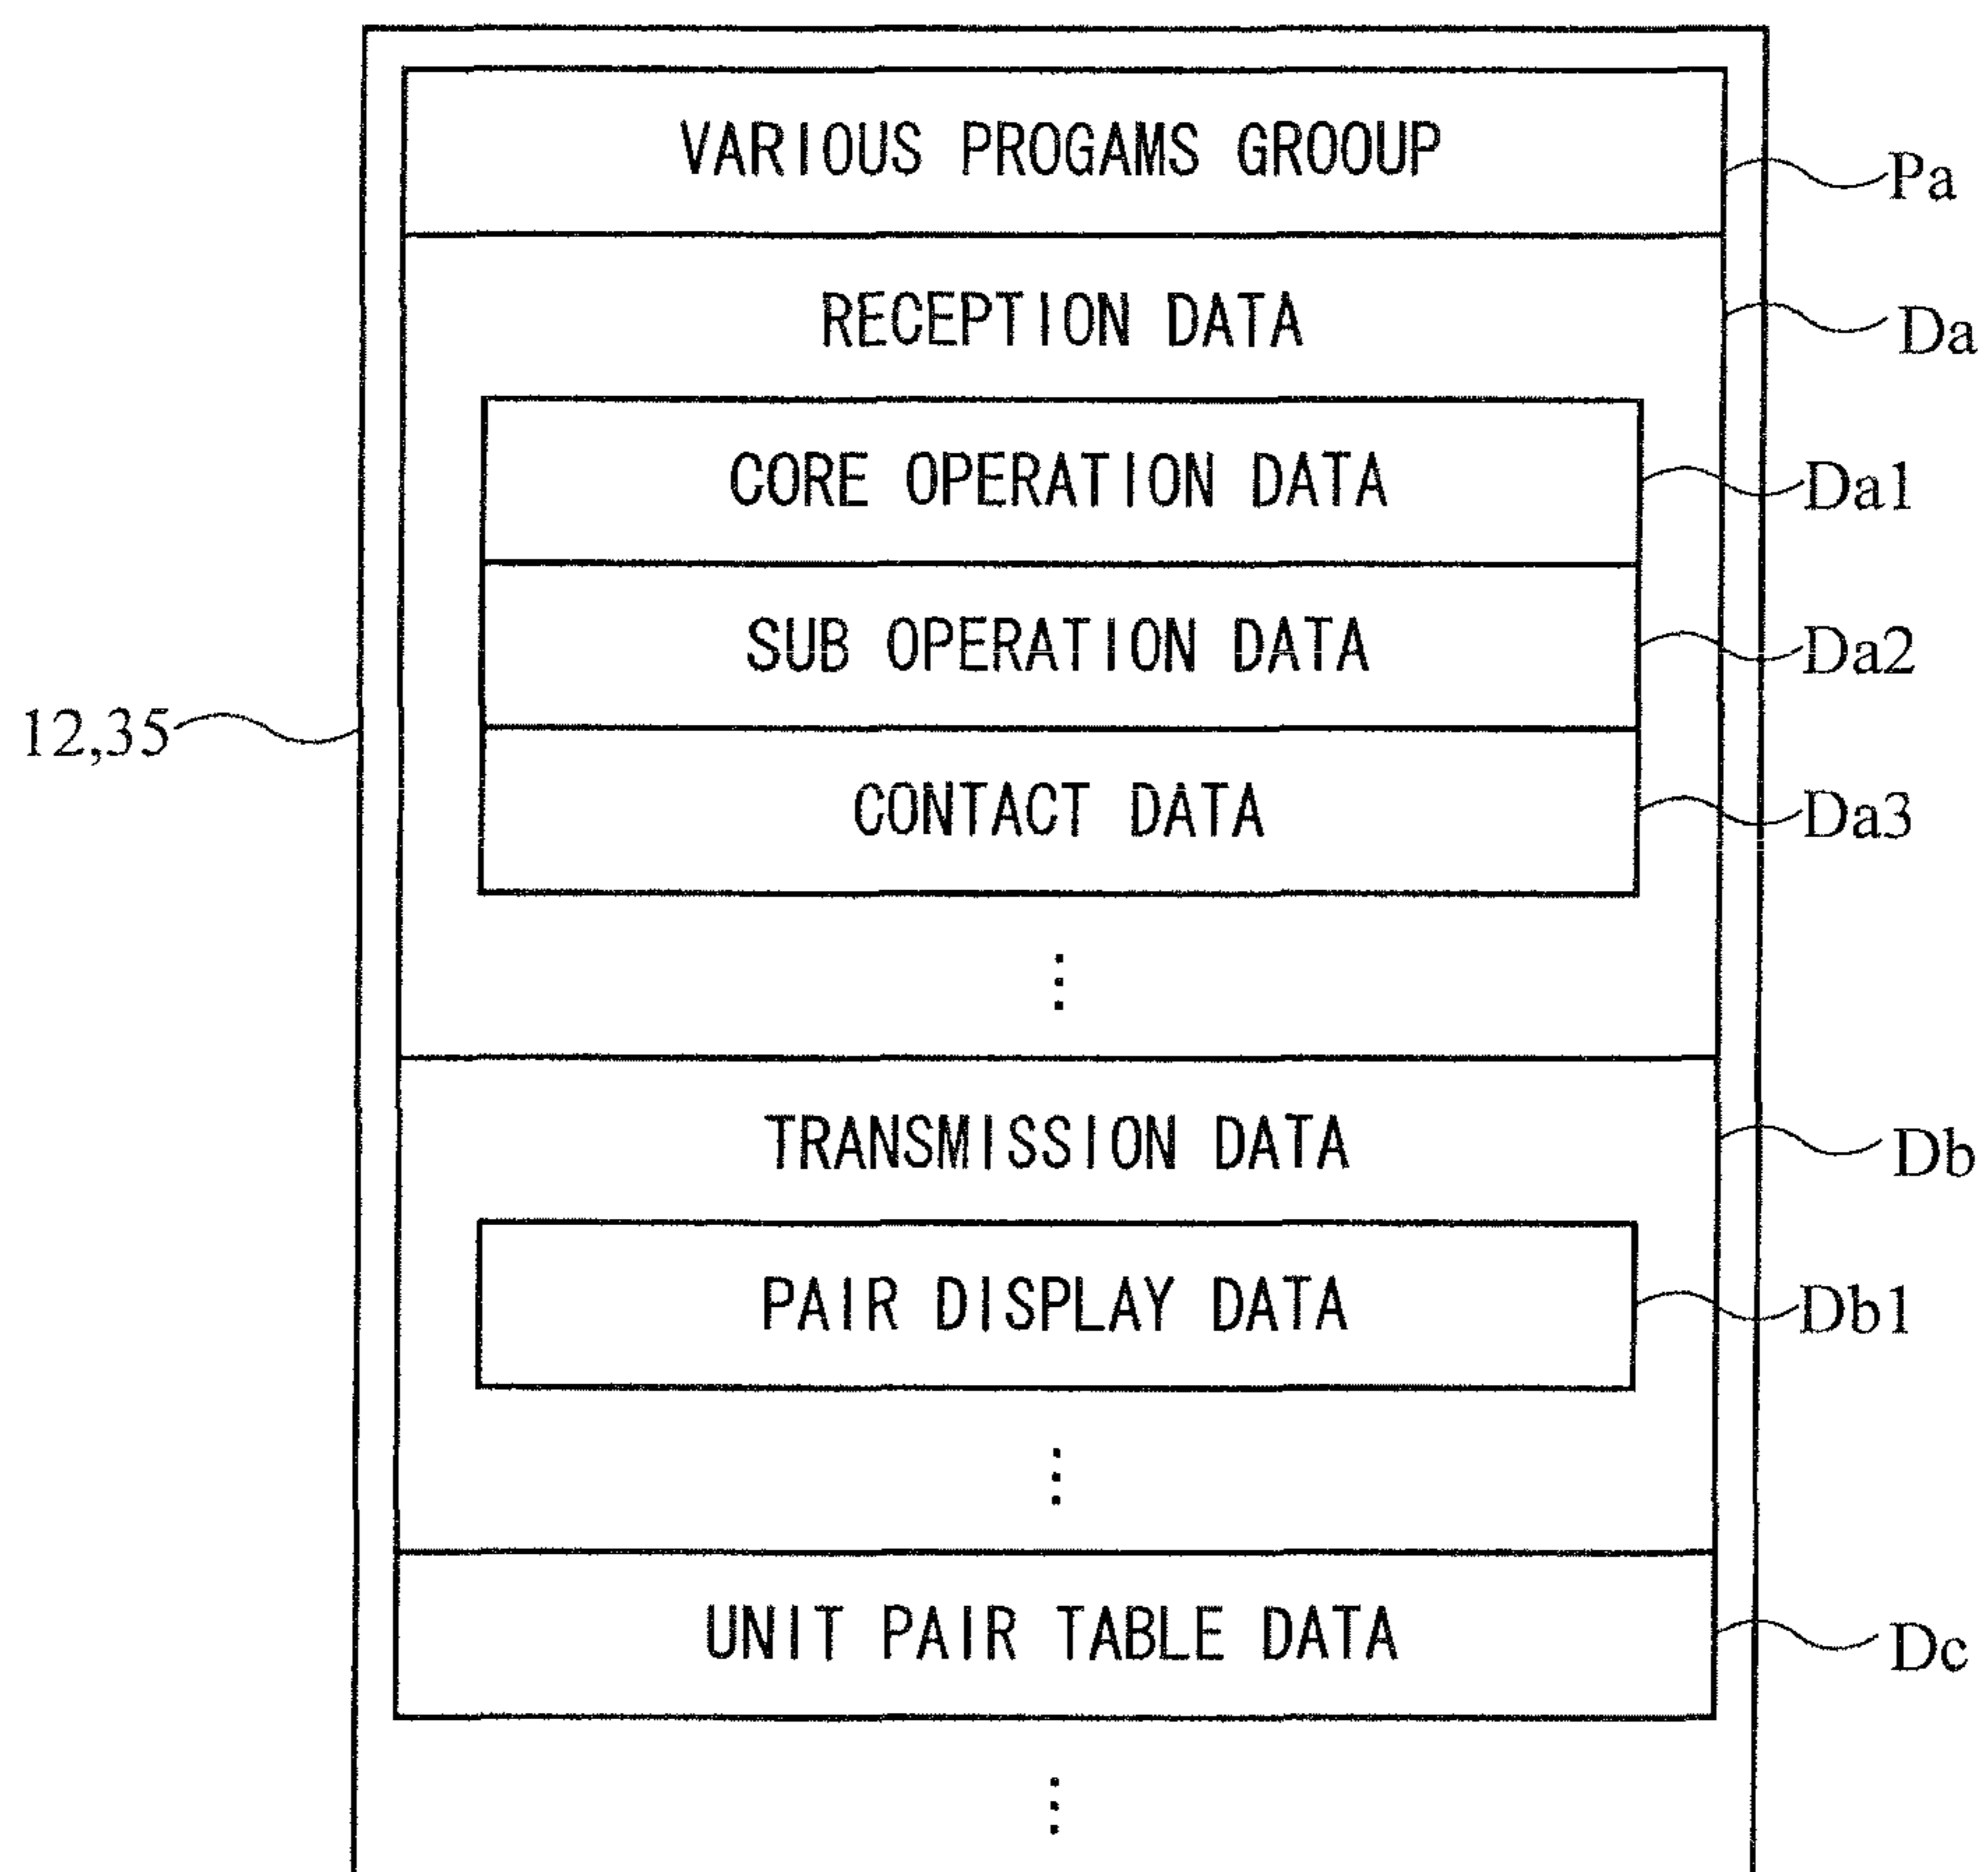 VARIOUS PROGAMS GROOUP
Pa
RECEPTION DATA
Da
CORE OPERATION DATA
Da1
SUB OPERATION DATA
Da2
12,35
CONTACT DATA
Da3
TRANSMISSION DATA
Db
PAIR DISPLAY DATA
Db1
UNIT PAIR TABLE DATA
Dc